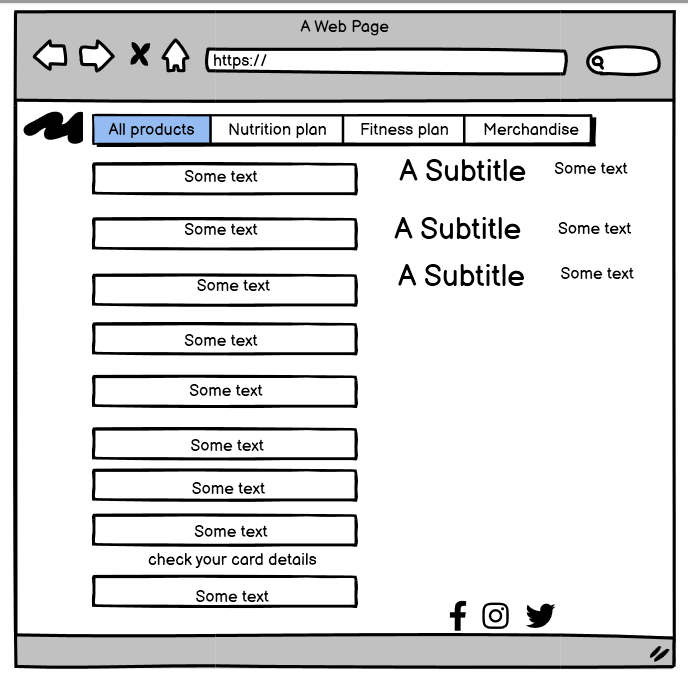 A Web Page
https://
All products Nutrition plan Fitness plan Merchandise
Some text A Subtitle Some text
Some text A Subtitle Some text
Some text A Subtitle Some text
Some text
Some text
Some text
Some text
Some text
check your card details
Some text